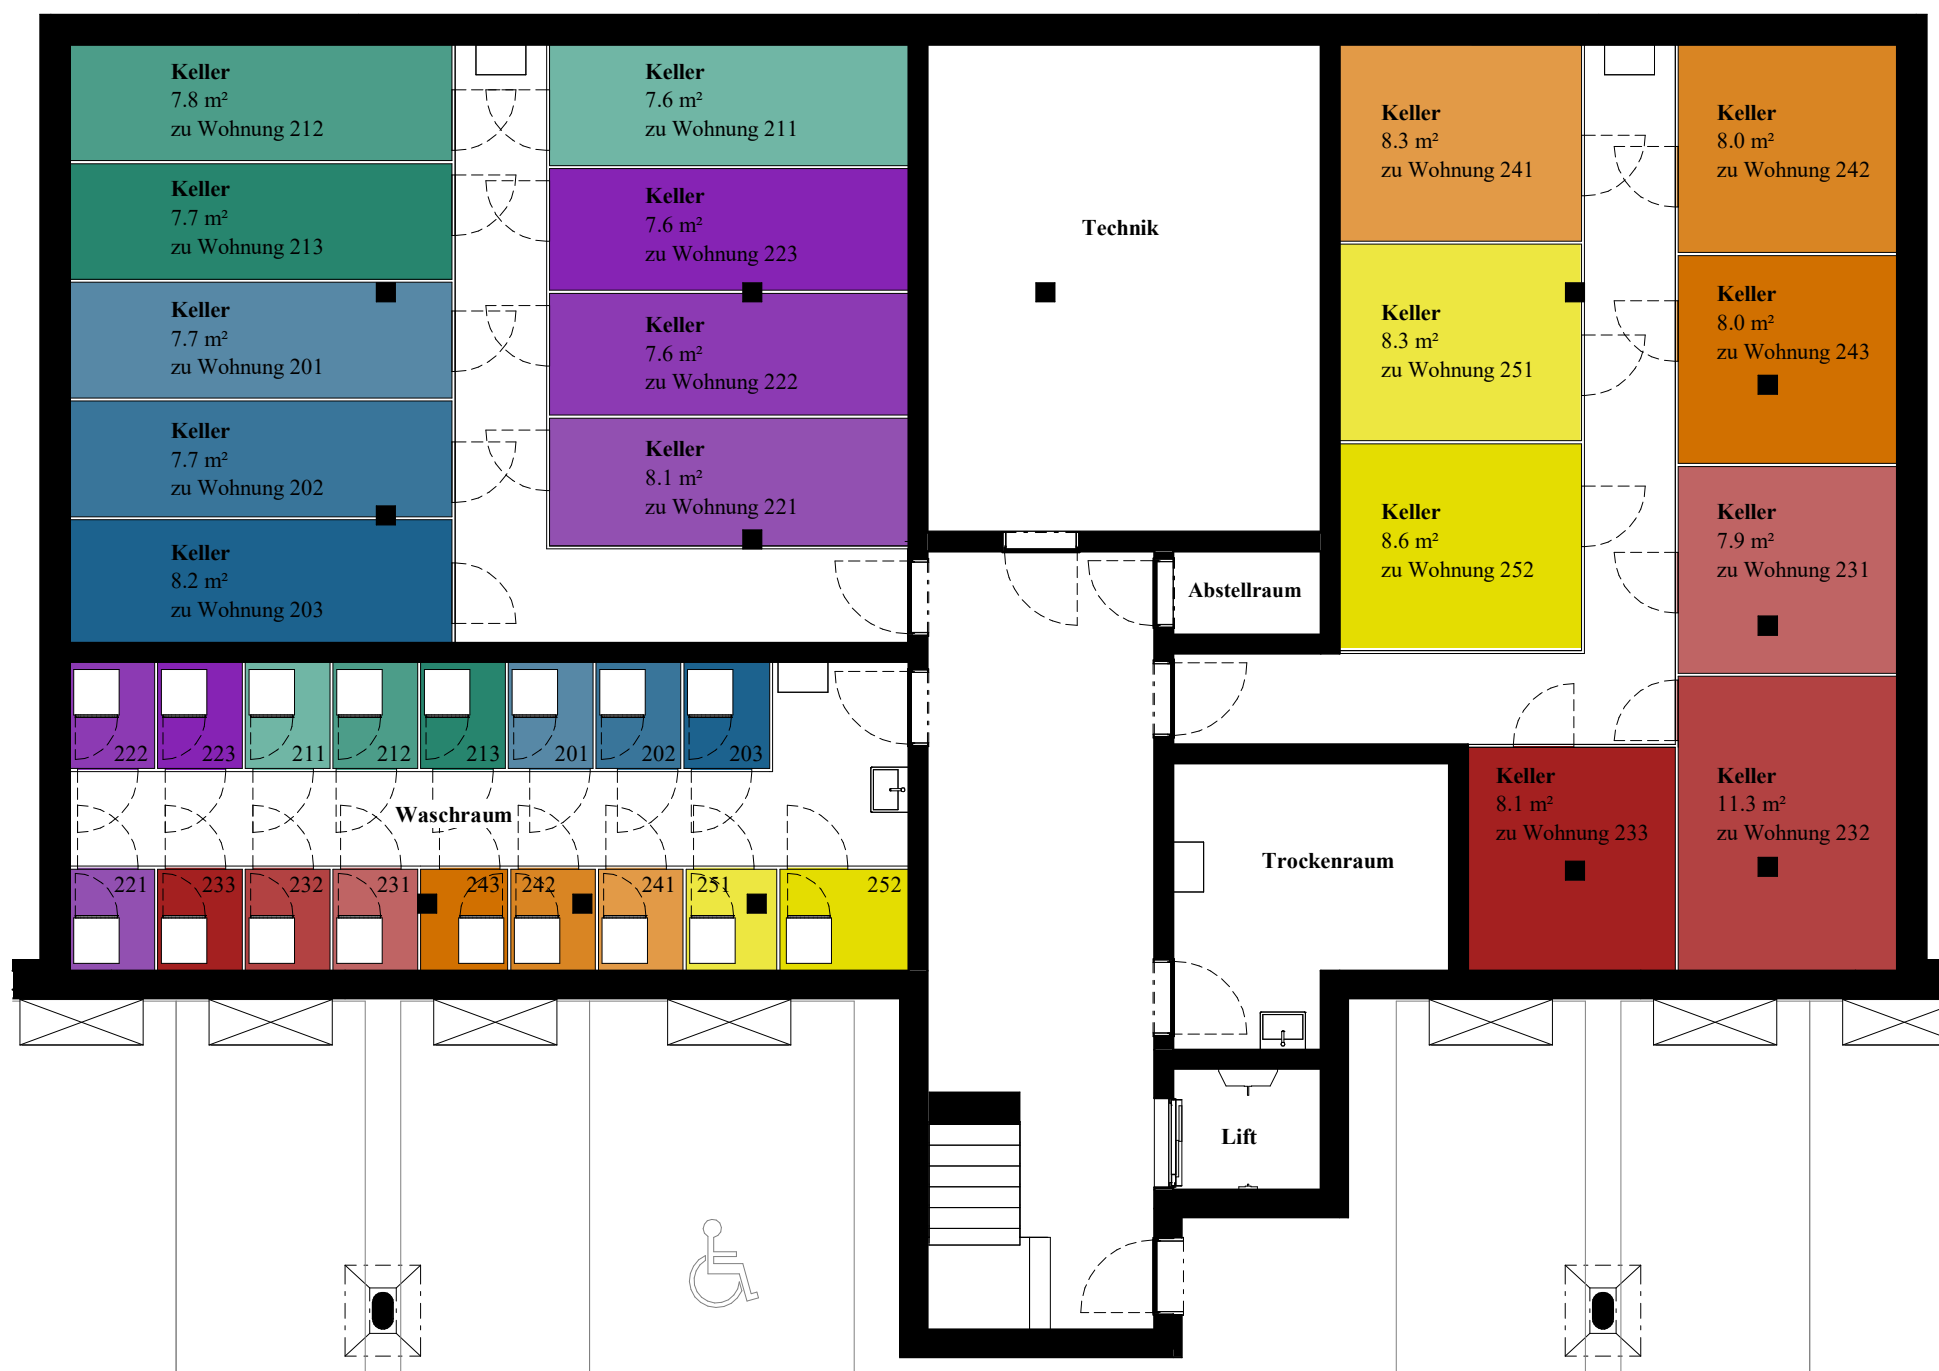 Keller
7.8 m²
zu Wohnung 212
Keller
7.6 m²
zu Wohnung 211
Keller
7.7 m²
zu Wohnung 213
Keller
7.6 m²
zu Wohnung 223
Keller
7.7 m²
zu Wohnung 201
Keller
7.6 m²
zu Wohnung 222
Keller
7.7 m²
zu Wohnung 202
Keller
8.1 m²
zu Wohnung 221
Keller
8.2 m²
zu Wohnung 203
Technik
Abstellraum
Keller
8.3 m²
zu Wohnung 241
Keller
8.0 m²
zu Wohnung 242
Keller
8.3 m²
zu Wohnung 251
Keller
8.0 m²
zu Wohnung 243
Keller
8.6 m²
zu Wohnung 252
Keller
7.9 m²
zu Wohnung 231
Keller
8.1 m²
zu Wohnung 233
Keller
11.3 m²
zu Wohnung 232
222 223 211 212 213 201 202 203
Waschraum
221 233 232 231 243 242 241 251 252
Trockenraum
Lift